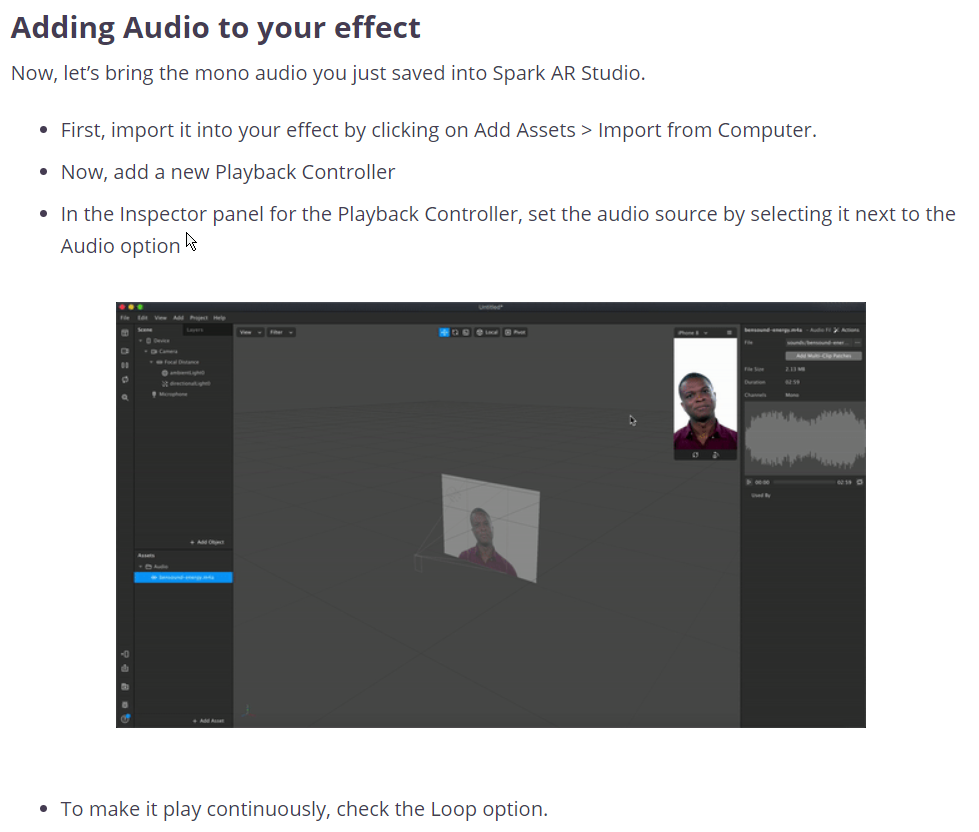 Adding Audio to your effect
Now, let's bring the mono audio you just saved into Spark AR Studio.
First, import it into your effect by clicking on Add Assets > Import from Computer.
Now, add a new Playback Controller
In the Inspector panel for the Playback Controller, set the audio source by selecting it next to the
Audio option
Untitled*
File Edit View Add Project Help
Scene Layers
Device
Camera
Focal Distance
ambientLight0
directionalLight0
Microphone
+ Add Object
Assets
Audio
bensound-energy.m4a
+ Add Asset
View Filter
Local Pivot
iPhone 8
bensound-energy.m4a - Audio Fi Actions
File sounds/bensound-ener...
Add Multi-Clip Patches
File Size 2.13 MB
Duration 02:59
Channels Mono
00:00 02:59
Used By
To make it play continuously, check the Loop option.